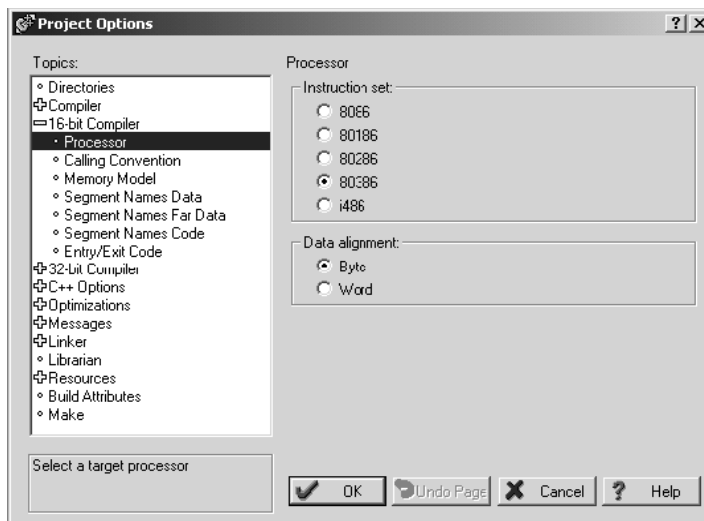 Project Options
Topics:
Directories
Compiler
16-bit Compiler
Processor
Calling Convention
Memory Model
Segment Names Data
Segment Names Far Data
Segment Names Code
Entry/Exit Code
32-bit Compiler
C++ Options
Optimizations
Messages
Linker
Librarian
Resources
Build Attributes
Make
Select a target processor
Processor
Instruction set:
8086
80186
80286
80386
i486
Data alignment:
Byte
Word
OK
Undo Page
Cancel
Help